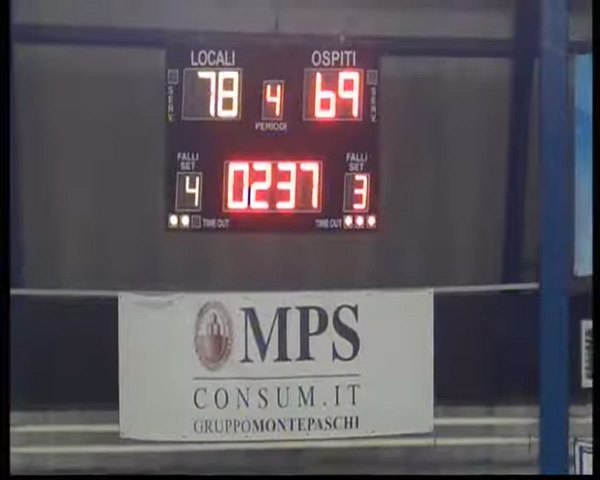 LOCALI OSPITI
78 4 69
SERV. SERV.
PERIODI
FALLI SET FALLI SET
4 0237 3
TIME OUT TIME OUT
MPS
CONSUM.IT
GRUPPOMONTEPASCHI